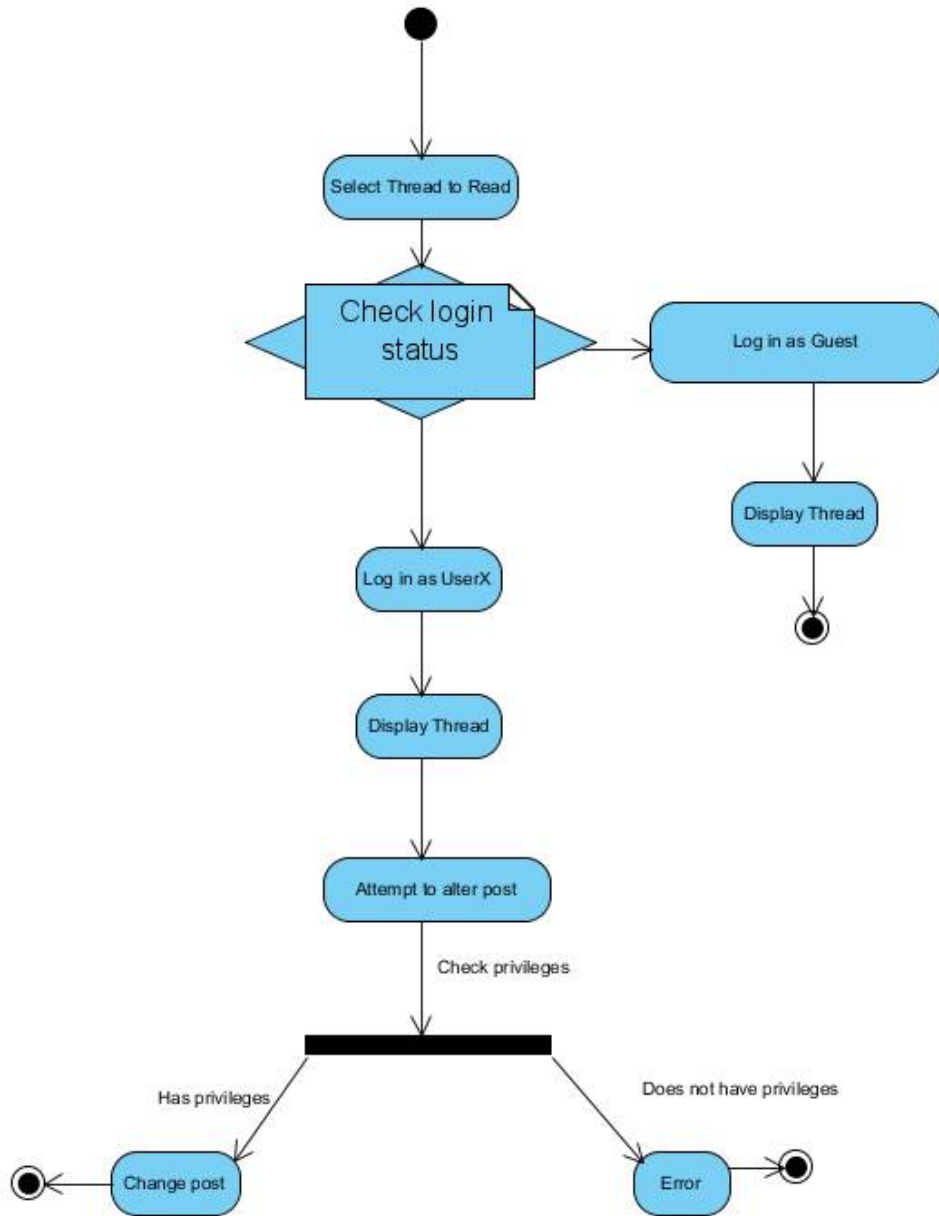 Select Thread to Read
Check login
status
Log in as Guest
Display Thread
Log in as UserX
Display Thread
Attempt to alter post
Check privileges
Has privileges
Does not have privileges
Change post
Error